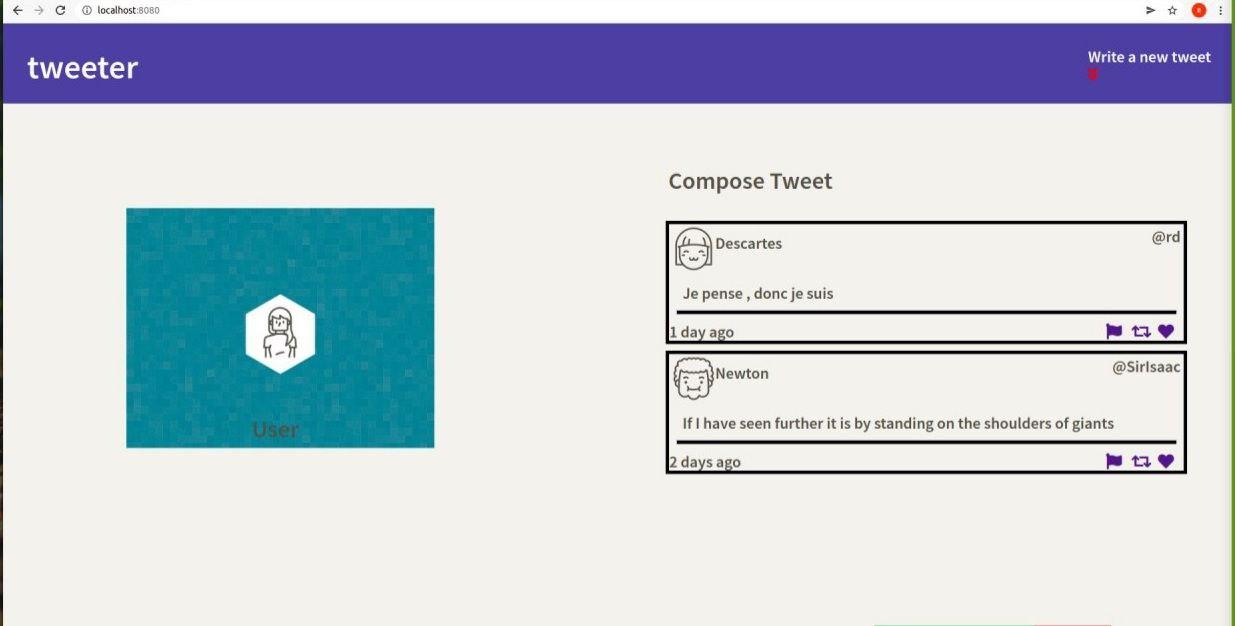 localhost:8080
tweeter
Write a new tweet
Compose Tweet
Descartes
@rd
Je pense , donc je suis
1 day ago
Newton
@SirIsaac
If I have seen further it is by standing on the shoulders of giants
2 days ago
User